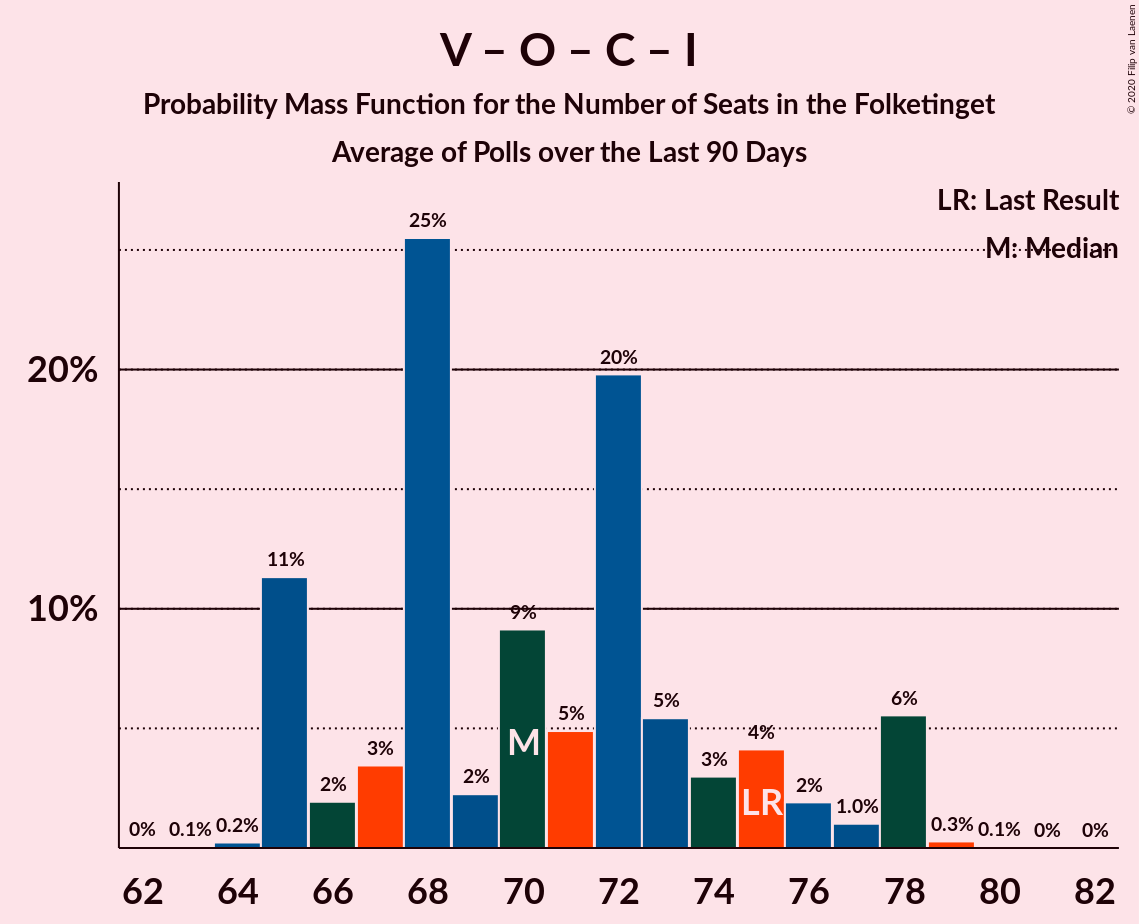 V – O – C – I
Probability Mass Function for the Number of Seats in the Folketinget
Average of Polls over the Last 90 Days
© 2020 Filip van Laenen
LR: Last Result
M: Median
20%
10%
0%
0.1%
0.2%
11%
2%
3%
25%
2%
9%
5%
20%
5%
3%
4%
2%
1.0%
6%
0.3%
0.1%
0%
0%
M
LR
62 64 66 68 70 72 74 76 78 80 82